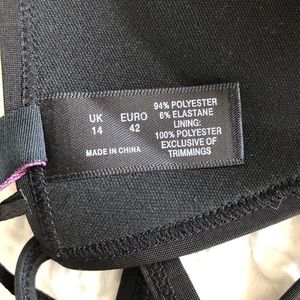 UK EURO
14 42
MADE IN CHINA
94% POLYESTER
6% ELASTANE
LINING:
100% POLYESTER
EXCLUSIVE OF
TRIMMINGS